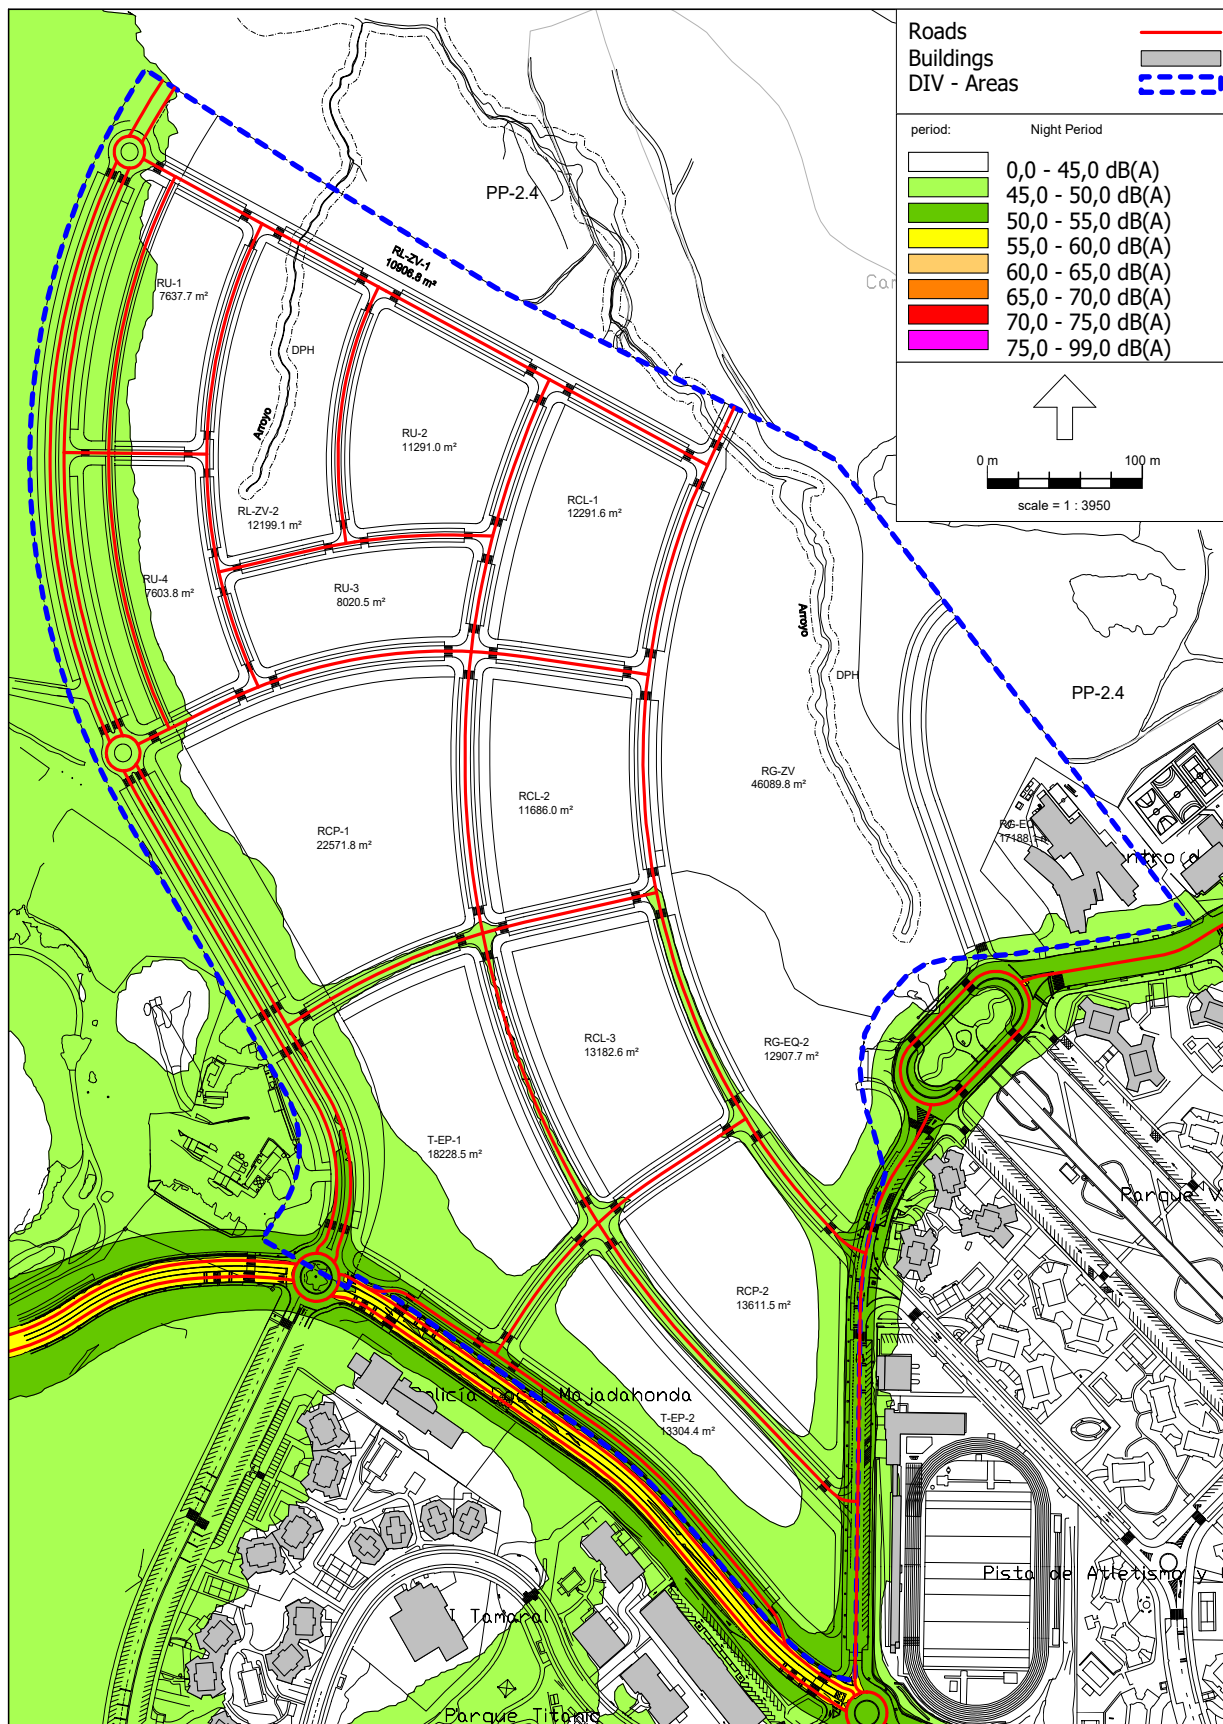 Roads
Buildings
DIV - Areas
period: Night Period
0,0 - 45,0 dB(A)
45,0 - 50,0 dB(A)
50,0 - 55,0 dB(A)
55,0 - 60,0 dB(A)
60,0 - 65,0 dB(A)
65,0 - 70,0 dB(A)
70,0 - 75,0 dB(A)
75,0 - 99,0 dB(A)
0 m 100 m
scale = 1 : 3950
PP-2.4
RL-ZV-1
10906.8 m²
RU-1
7637.7 m²
DPH
Arroyo
RU-2
11291.0 m²
RCL-1
12291.6 m²
RL-ZV-2
12199.1 m²
RU-4
7603.8 m²
RU-3
8020.5 m²
Arroyo
DPH
PP-2.4
RG-ZV
46089.8 m²
RCL-2
11686.0 m²
RCP-1
22571.8 m²
RCL-3
13182.6 m²
RG-EQ-2
12907.7 m²
T-EP-1
18228.5 m²
RCP-2
13611.5 m²
Majadahonda
T-EP-2
13304.4 m²
Pista de Atletismo y
Tamaral
Parque Titanic